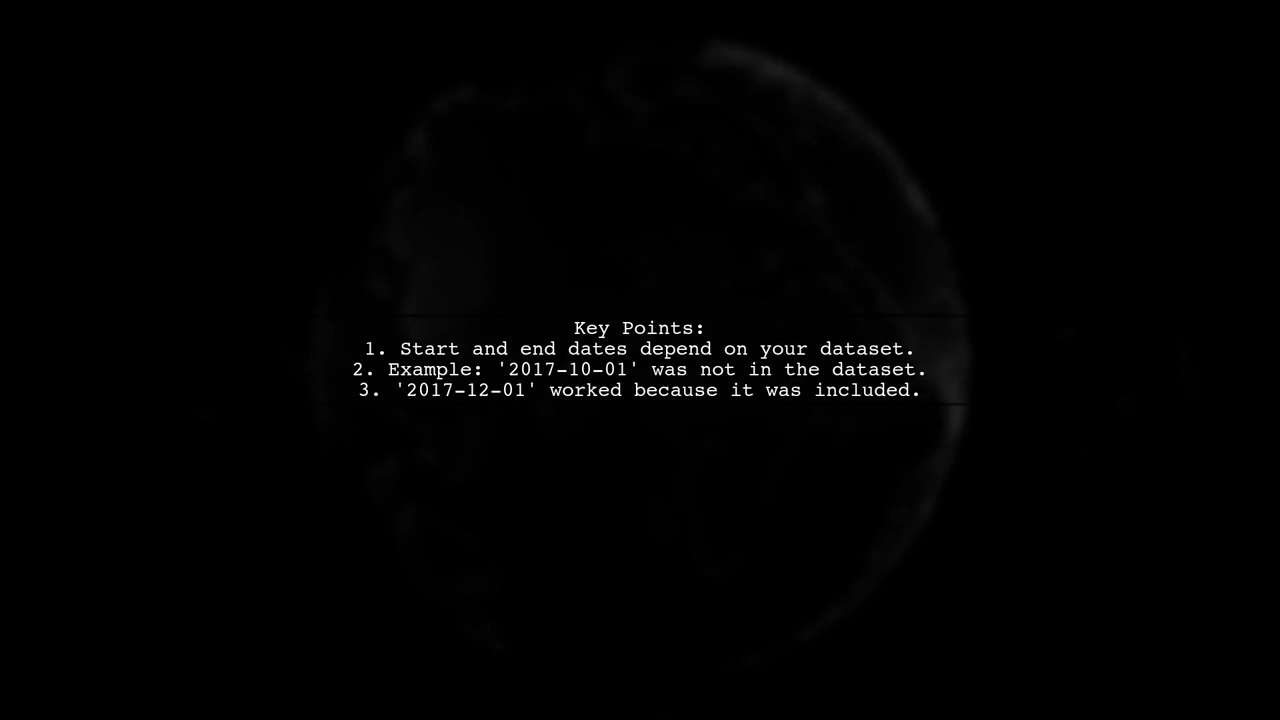 Key Points:
1. Start and end dates depend on your dataset.
2. Example: '2017-10-01' was not in the dataset.
3. '2017-12-01' worked because it was included.